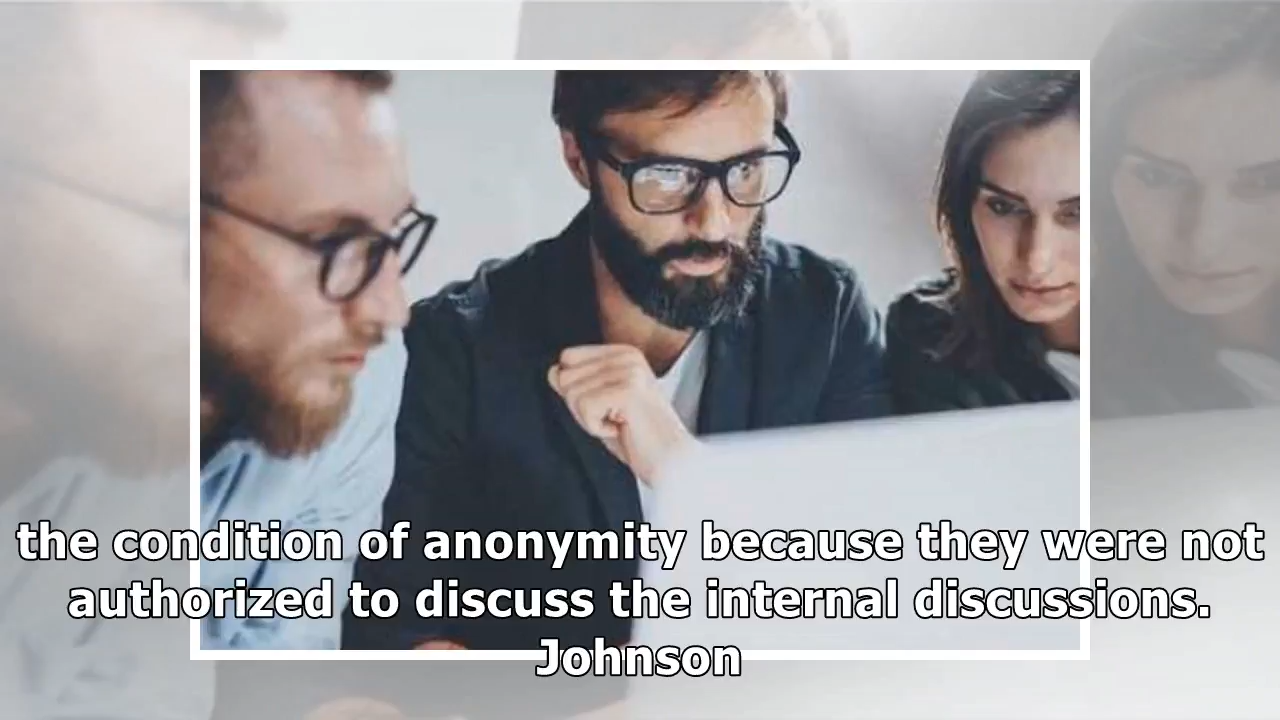 the condition of anonymity because they were not
authorized to discuss the internal discussions.
Johnson